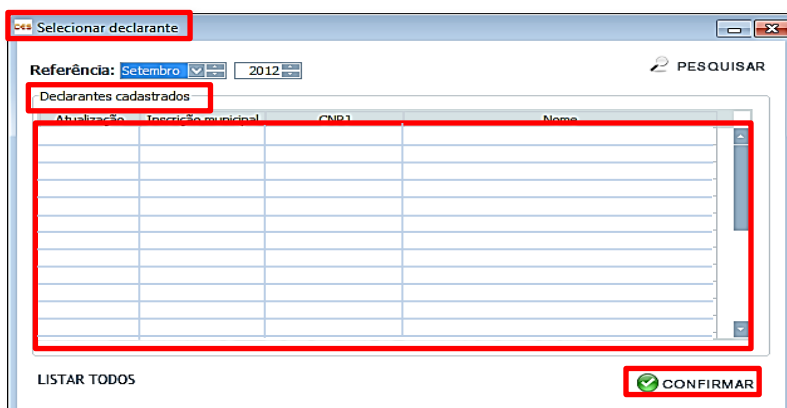 Selecionar declarante
Referência: Setembro 2012 PESQUISAR
Declarantes cadastrados
Atualização Inscrição municipal CNPJ Nome
LISTAR TODOS CONFIRMAR